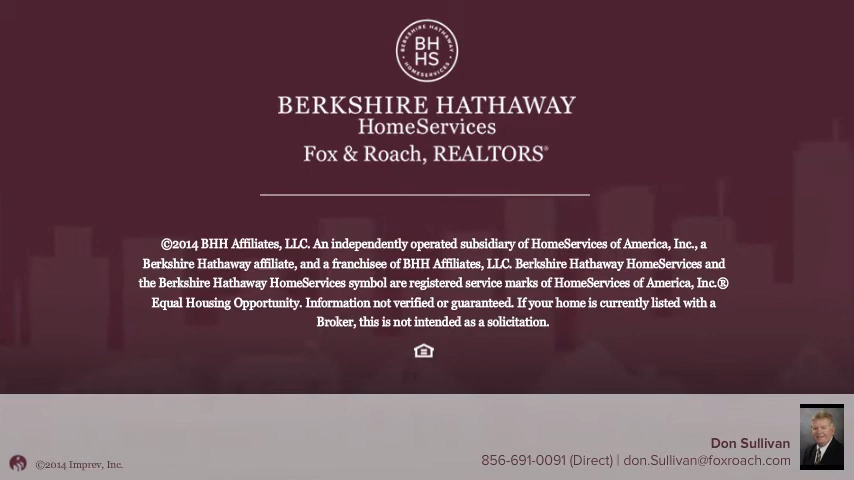 BERKSHIRE HATHAWAY
BH
HS
HOMESERVICES
BERKSHIRE HATHAWAY
HomeServices
Fox & Roach, REALTORS®
©2014 BHH Affiliates, LLC. An independently operated subsidiary of HomeServices of America, Inc., a
Berkshire Hathaway affiliate, and a franchisee of BHH Affiliates, LLC. Berkshire Hathaway HomeServices and
the Berkshire Hathaway HomeServices symbol are registered service marks of HomeServices of America, Inc.®
Equal Housing Opportunity. Information not verified or guaranteed. If your home is currently listed with a
Broker, this is not intended as a solicitation.
Don Sullivan
856-691-0091 (Direct) | don.Sullivan@foxroach.com
©2014 Imprev, Inc.